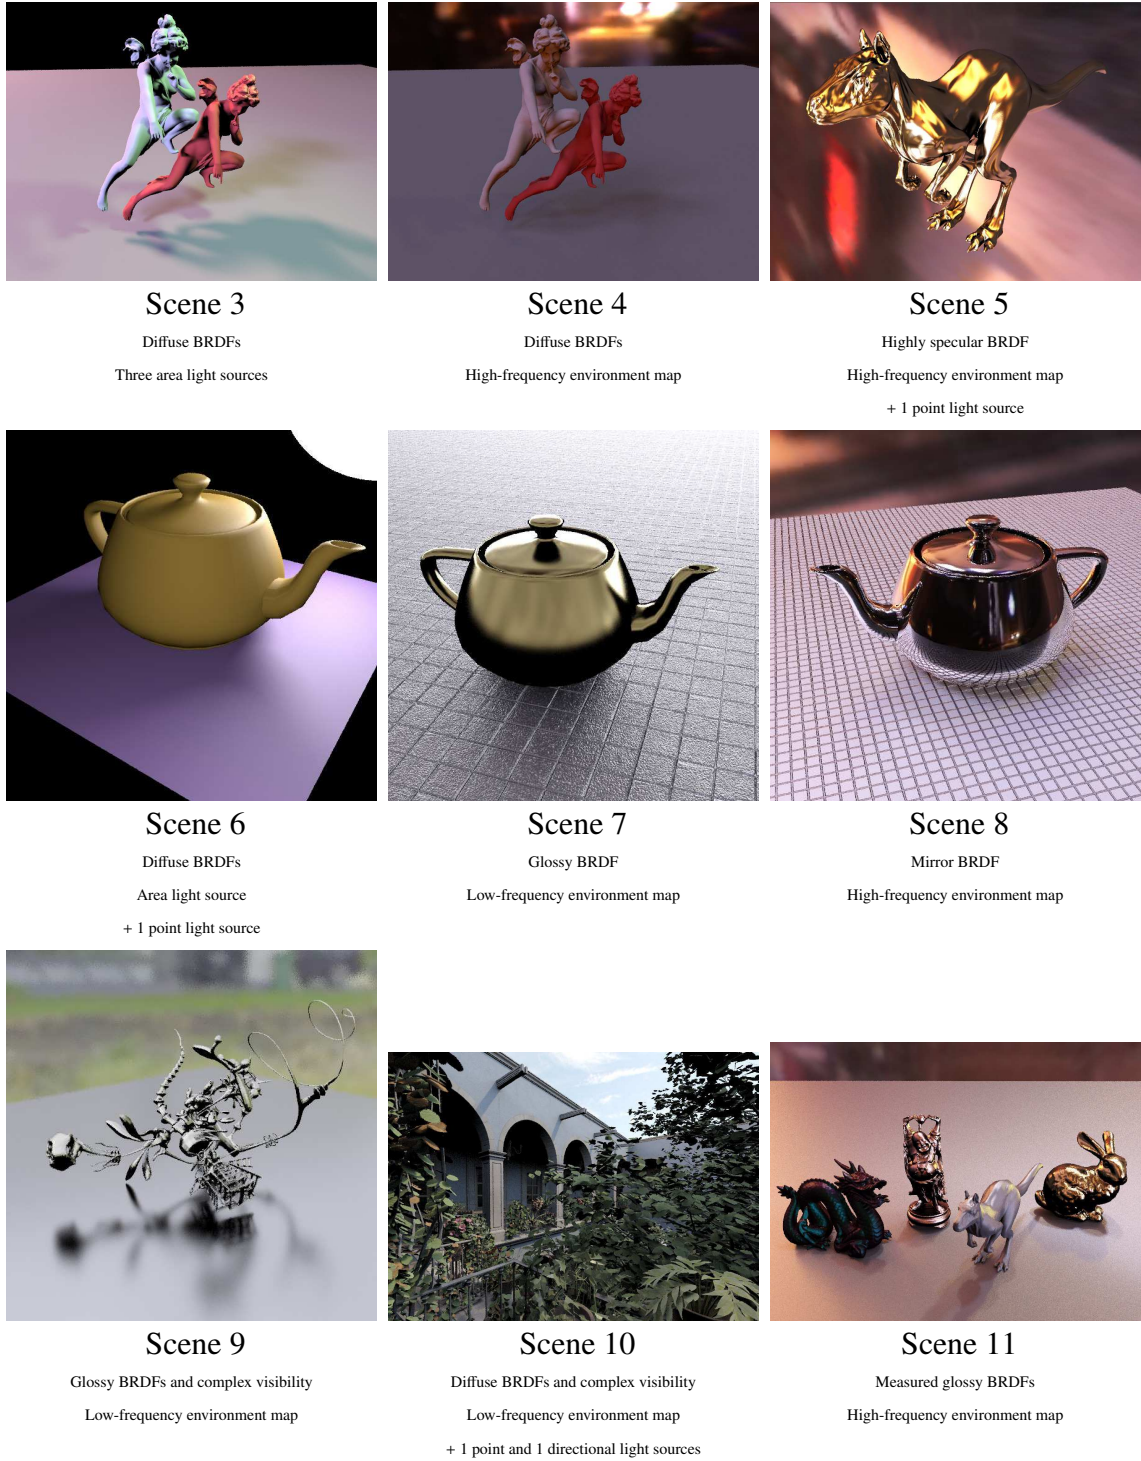 Scene 3
Diffuse BRDFs
Three area light sources
Scene 4
Diffuse BRDFs
High-frequency environment map
Scene 5
Highly specular BRDF
High-frequency environment map
+ 1 point light source
Scene 6
Diffuse BRDFs
Area light source
+ 1 point light source
Scene 7
Glossy BRDF
Low-frequency environment map
Scene 8
Mirror BRDF
High-frequency environment map
Scene 9
Glossy BRDFs and complex visibility
Low-frequency environment map
Scene 10
Diffuse BRDFs and complex visibility
Low-frequency environment map
+ 1 point and 1 directional light sources
Scene 11
Measured glossy BRDFs
High-frequency environment map